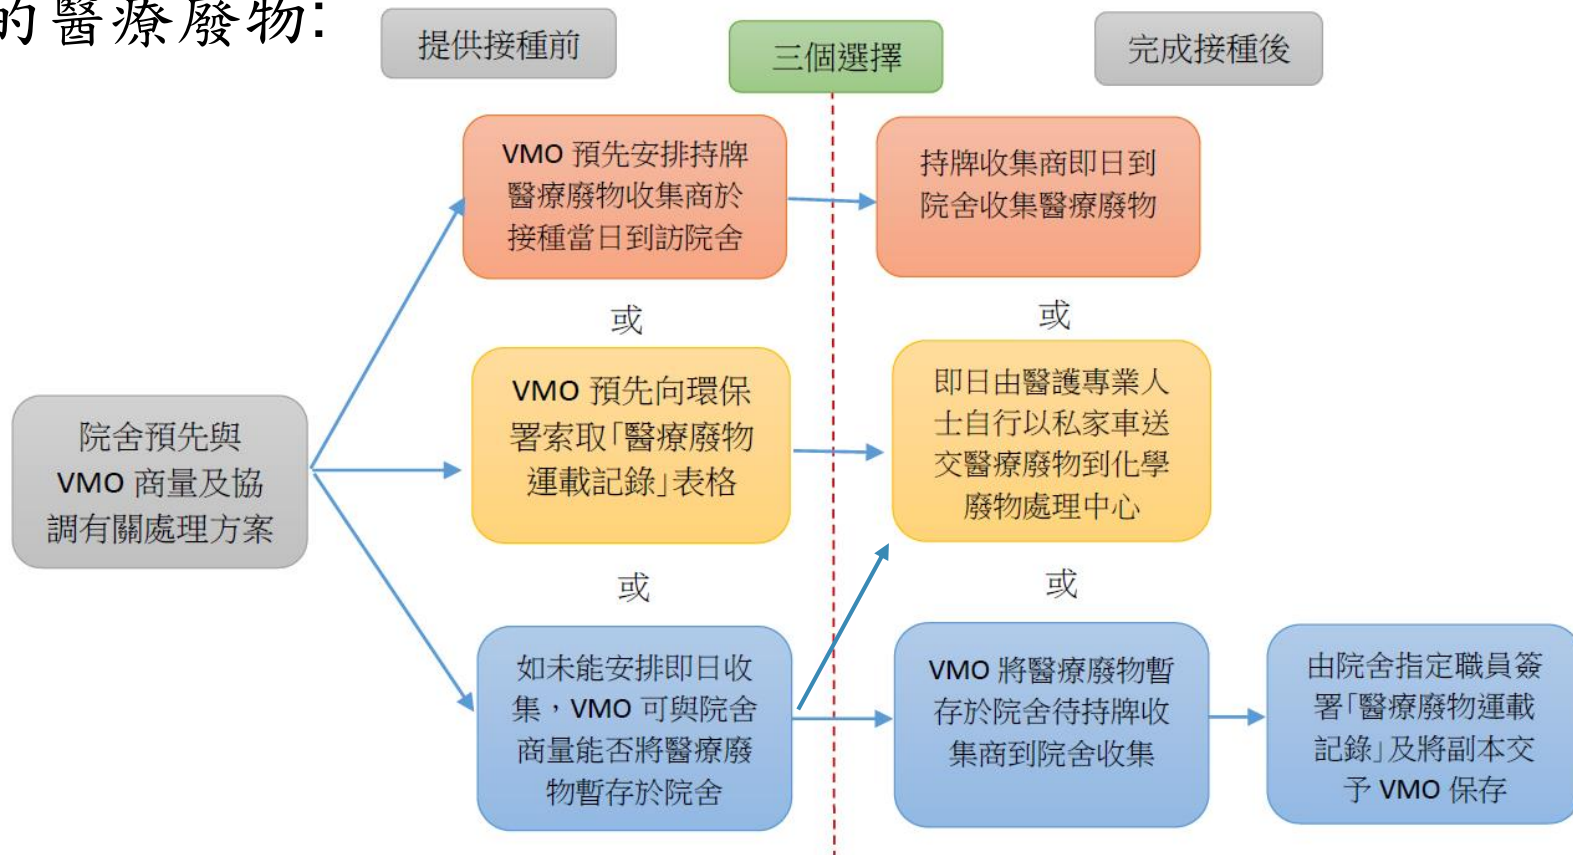 的醫療廢物:
提供接種前
三個選擇
完成接種後
VMO 預先安排持牌
醫療廢物收集商於
接種當日到訪院舍
持牌收集商即日到
院舍收集醫療廢物
或
或
院舍預先與
VMO 商量及協
調有關處理方案
VMO 預先向環保
署索取「醫療廢物
運載記錄」表格
即日由醫護專業人
士自行以私家車送
交醫療廢物到化學
廢物處理中心
或
或
如未能安排即日收
集，VMO 可與院舍
商量能否將醫療廢
物暫存於院舍
VMO 將醫療廢物暫
存於院舍待持牌收
集商到院舍收集
由院舍指定職員簽
署「醫療廢物運載
記錄」及將副本交
予 VMO 保存